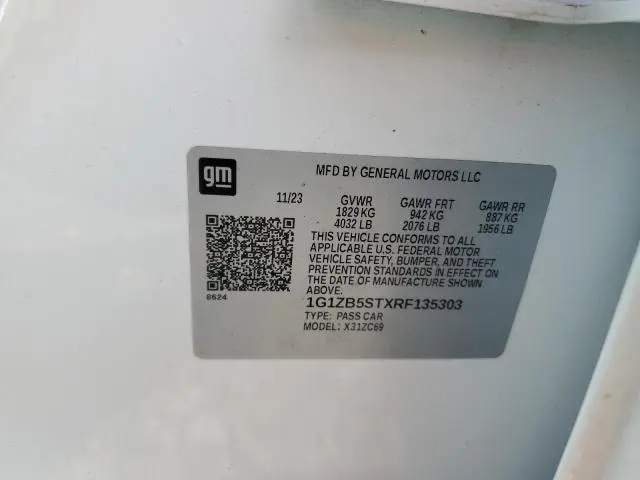 gm
MFD BY GENERAL MOTORS LLC
11/23 GVWR GAWR FRT GAWR RR
1829 KG 942 KG 887 KG
4032 LB 2076 LB 1956 LB
THIS VEHICLE CONFORMS TO ALL
APPLICABLE U.S. FEDERAL MOTOR
VEHICLE SAFETY, BUMPER, AND THEFT
PREVENTION STANDARDS IN EFFECT ON
THE DATE OF MANUFACTURE SHOWN
ABOVE.
8624
1G1ZB5STXRF135303
TYPE: PASS CAR
MODEL: X31ZC69